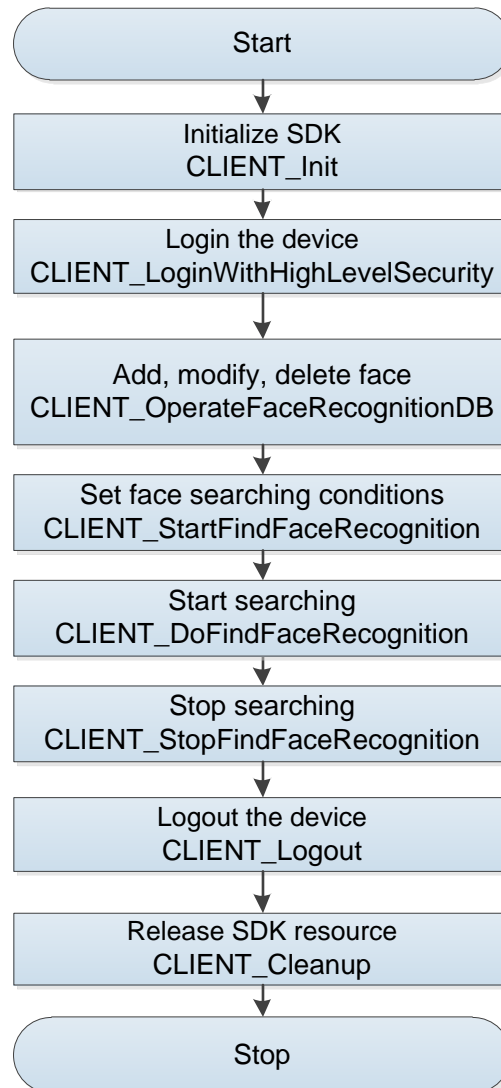 Start
Initialize SDK
CLIENT_Init
Login the device
CLIENT_LoginWithHighLevelSecurity
Add, modify, delete face
CLIENT_OperateFaceRecognitionDB
Set face searching conditions
CLIENT_StartFindFaceRecognition
Start searching
CLIENT_DoFindFaceRecognition
Stop searching
CLIENT_StopFindFaceRecognition
Logout the device
CLIENT_Logout
Release SDK resource
CLIENT_Cleanup
Stop